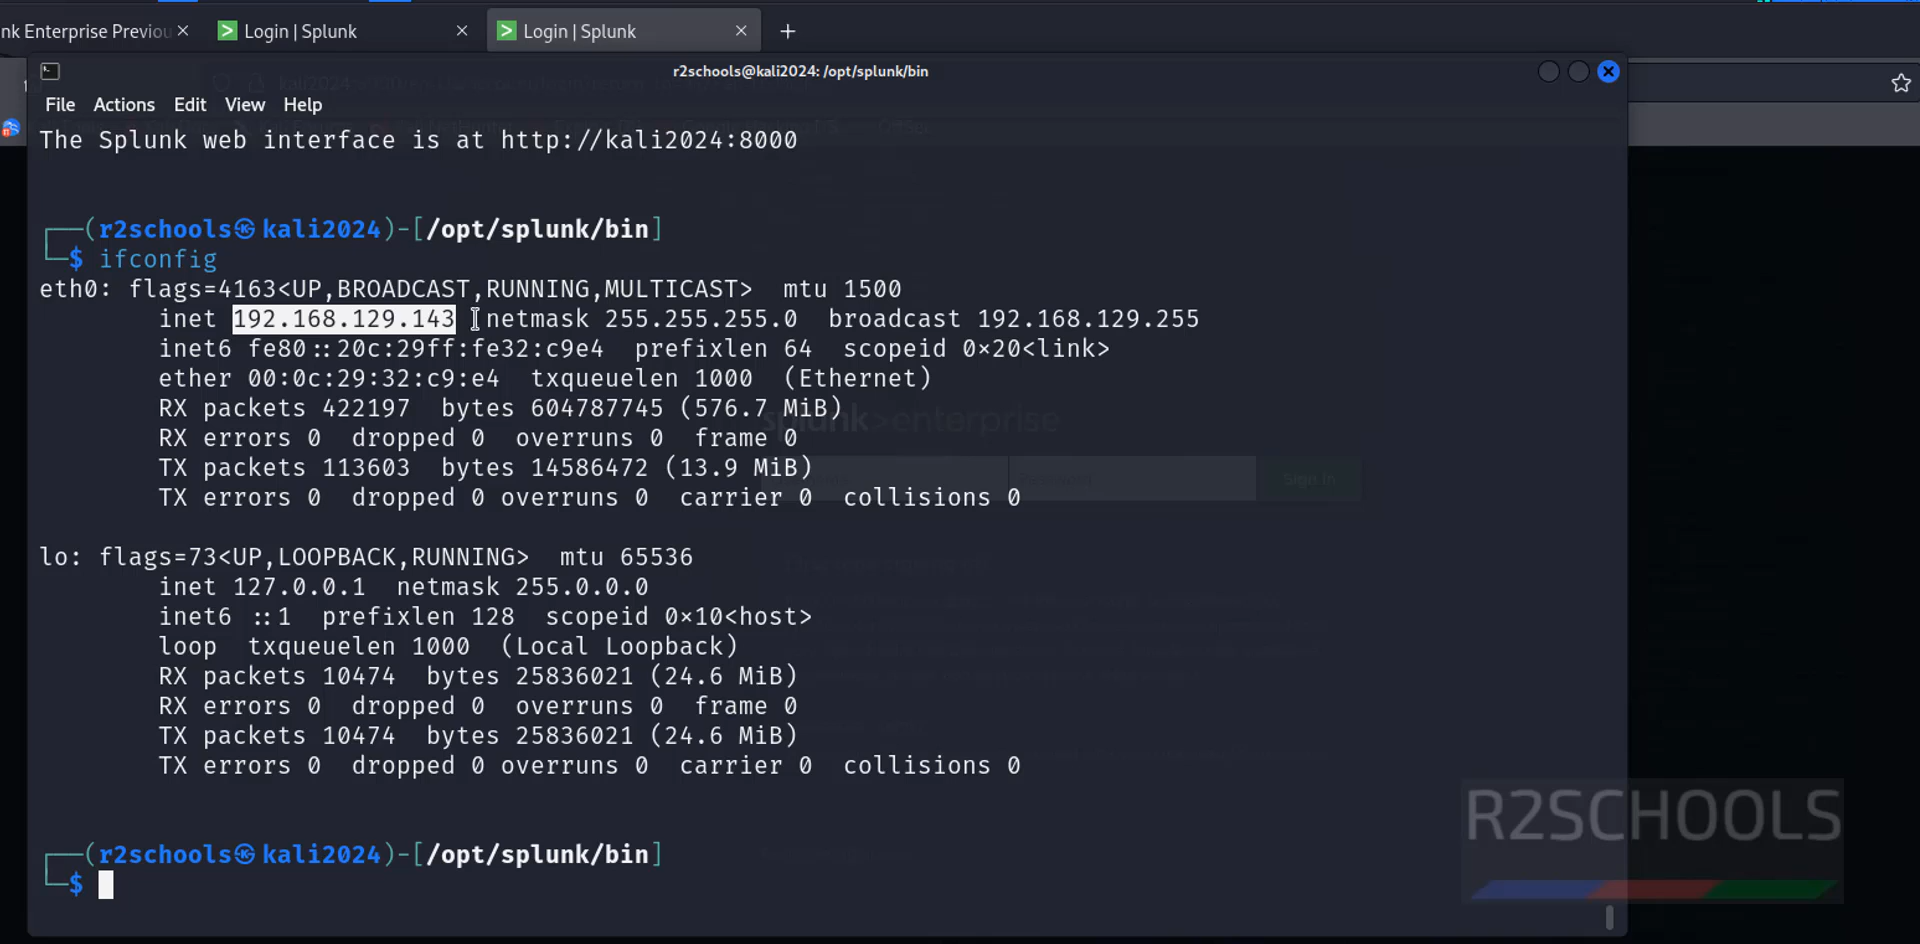 nk Enterprise Previou
Login | Splunk
Login | Splunk
r2schools@kali2024: /opt/splunk/bin
File Actions Edit View Help
The Splunk web interface is at http://kali2024:8000
(r2schools㉿kali2024)-[/opt/splunk/bin]
$ ifconfig
eth0: flags=4163<UP,BROADCAST,RUNNING,MULTICAST> mtu 1500
inet 192.168.129.143 netmask 255.255.255.0 broadcast 192.168.129.255
inet6 fe80::20c:29ff:fe32:c9e4 prefixlen 64 scopeid 0×20<link>
ether 00:0c:29:32:c9:e4 txqueuelen 1000 (Ethernet)
RX packets 422197 bytes 604787745 (576.7 MiB)
splunk>enterprise
RX errors 0 dropped 0 overruns 0 frame 0
TX packets 113603 bytes 14586472 (13.9 MiB)
Password
Sign In
TX errors 0 dropped 0 overruns 0 carrier 0 collisions 0
lo: flags=73<UP,LOOPBACK,RUNNING> mtu 65536
inet 127.0.0.1 netmask 255.0.0.0
inet6 ::1 prefixlen 128 scopeid 0×10<host>
loop txqueuelen 1000 (Local Loopback)
RX packets 10474 bytes 25836021 (24.6 MiB)
RX errors 0 dropped 0 overruns 0 frame 0
TX packets 10474 bytes 25836021 (24.6 MiB)
TX errors 0 dropped 0 overruns 0 carrier 0 collisions 0
(r2schools㉿kali2024)-[/opt/splunk/bin]
$
R2SCHOOLS